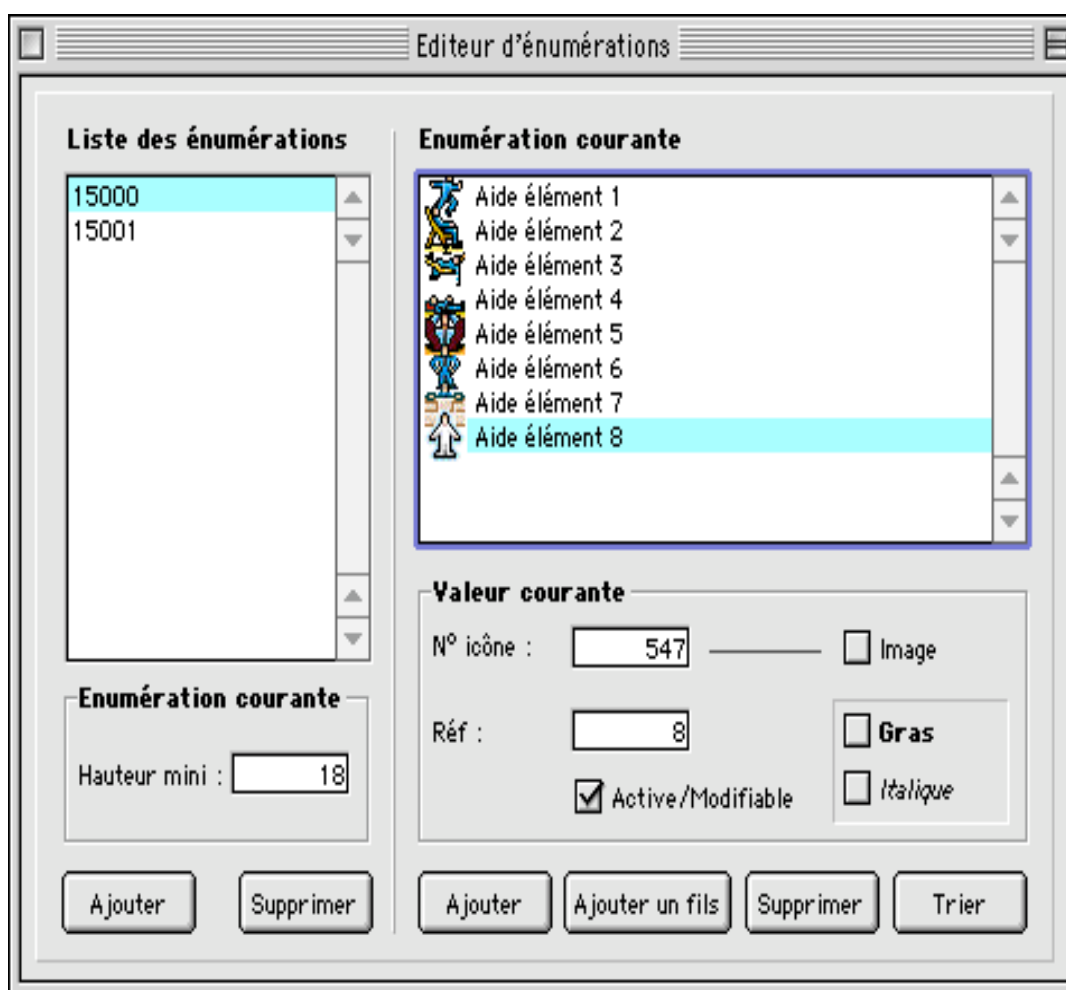 Editeur d'énumérations
Liste des énumérations
15000
15001
Enumération courante
Hauteur mini : 18
Ajouter
Supprimer
Enumération courante
Aide élément 1
Aide élément 2
Aide élément 3
Aide élément 4
Aide élément 5
Aide élément 6
Aide élément 7
Aide élément 8
Valeur courante
N° icône : 547 Image
Réf : 8 Gras
Active/Modifiable Italique
Ajouter Ajouter un fils Supprimer Trier